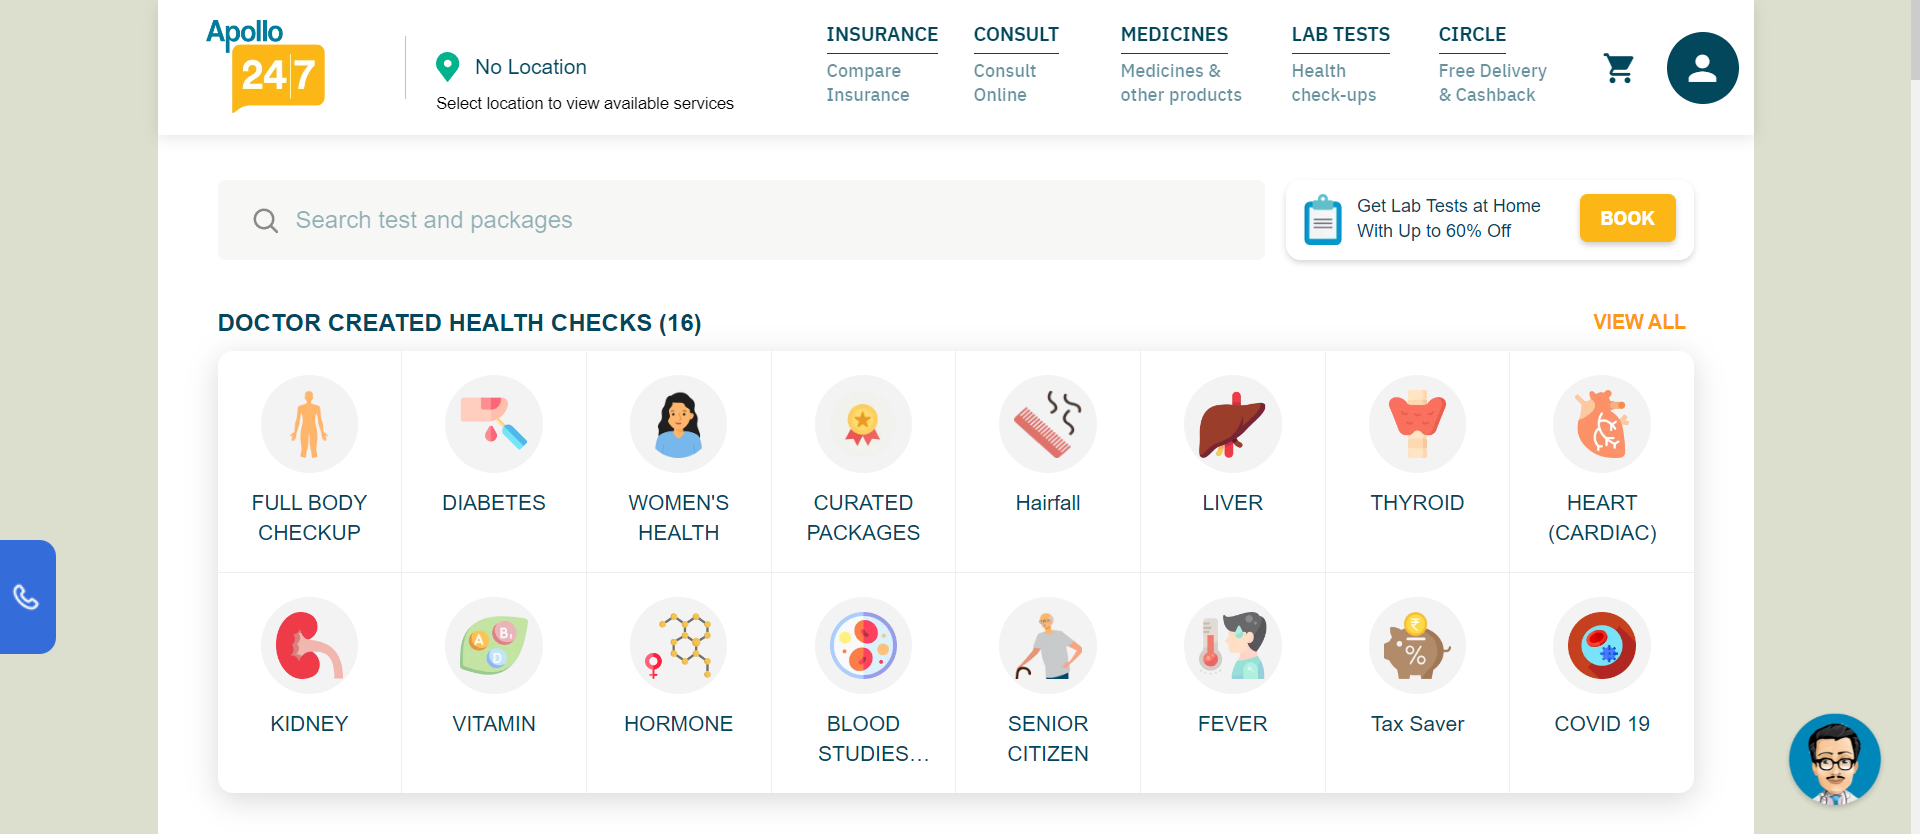 Apollo
24|7
No Location
Select location to view available services
INSURANCE
Compare
Insurance
CONSULT
Consult
Online
MEDICINES
Medicines &
other products
LAB TESTS
Health
check-ups
CIRCLE
Free Delivery
& Cashback
Search test and packages
Get Lab Tests at Home
With Up to 60% Off
BOOK
DOCTOR CREATED HEALTH CHECKS (16)
VIEW ALL
FULL BODY
CHECKUP
DIABETES
WOMEN'S
HEALTH
CURATED
PACKAGES
Hairfall
LIVER
THYROID
HEART
(CARDIAC)
KIDNEY
A
B₁
D
VITAMIN
HORMONE
BLOOD
STUDIES...
SENIOR
CITIZEN
FEVER
₹
%
Tax Saver
COVID 19